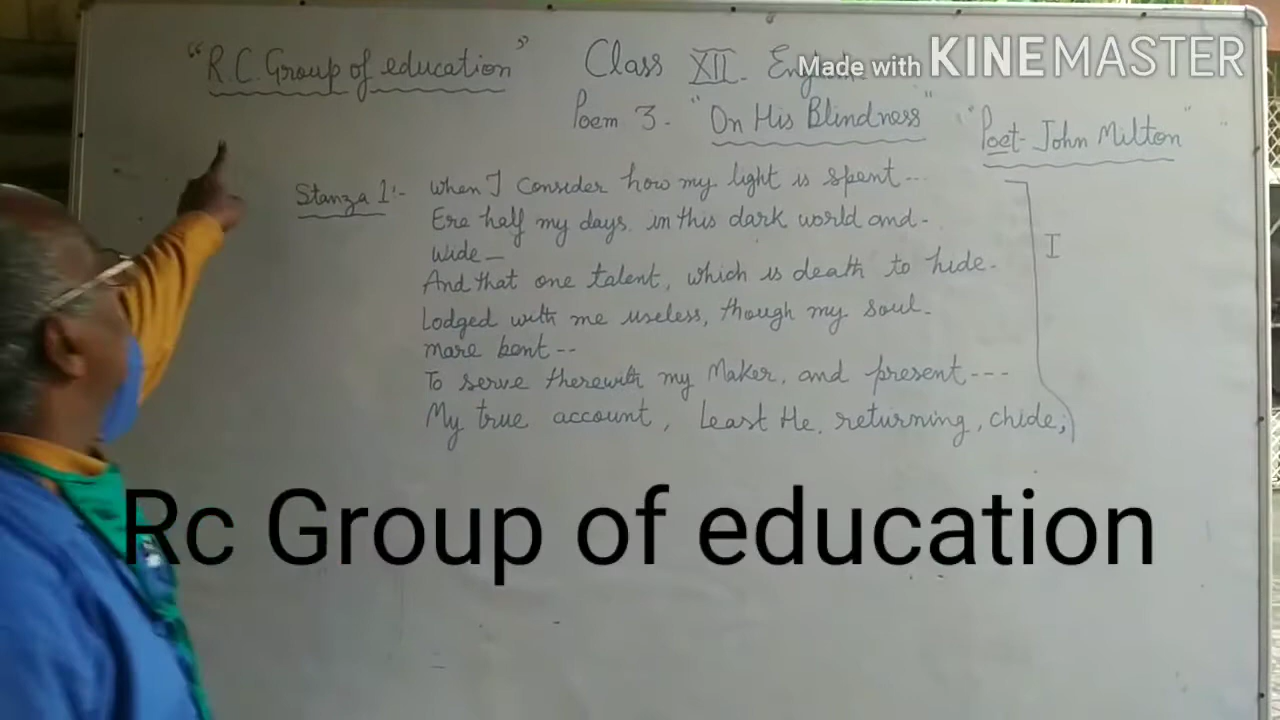 "R.C. Group of education"
Class XII. English
Made with KINEMASTER
Poem 3. "On His Blindness"
"Poet- John Milton"
Stanza 1:- When I consider how my light is spent...
Ere half my days in this dark world and-
wide-
And that one talent, which is death to hide.
Lodged with me useless, though my soul.
more bent--
To serve therewith my Maker, and present---
My true account, Least He, returning, chide;
I
Rc Group of education